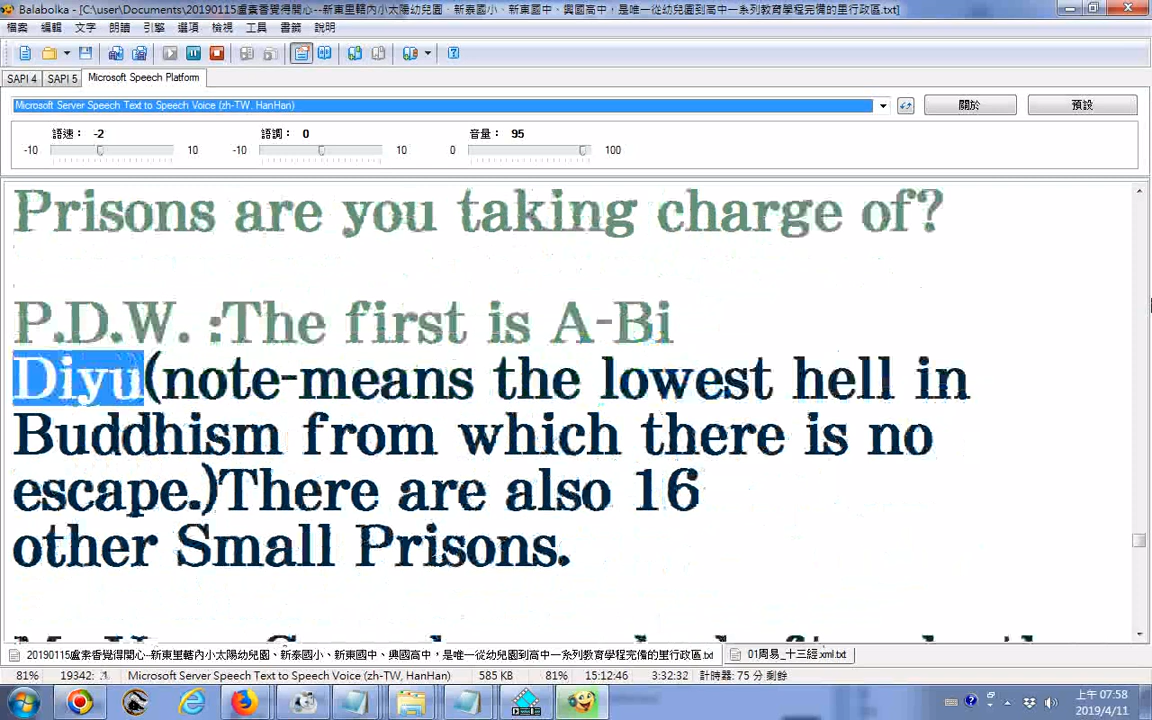 Balabolka - [C:\user\Documents\20190115盧素香覺得開心--新東里轄內小太陽幼兒園、新泰國小、新東國中、興國高中，是唯一從幼兒園到高中一系列教育學程完備的里行政區.txt]
檔案 編輯 文字 朗讀 引擎 選項 檢視 工具 書籤 說明
SAPI 4 SAPI 5 Microsoft Speech Platform
Microsoft Server Speech Text to Speech Voice (zh-TW, HanHan) 關於 預設
語速： -2 語調： 0 音量： 95
-10 10 -10 10 0 100
Prisons are you taking charge of?
P.D.W. :The first is A-Bi
Diyu(note-means the lowest hell in
Buddhism from which there is no
escape.)There are also 16
other Small Prisons.
20190115盧素香覺得開心--新東里轄內小太陽幼兒園、新泰國小、新東國中、興國高中，是唯一從幼兒園到高中一系列教育學程完備的里行政區.txt 01周易_十三經.xml.txt
81% 19342: Microsoft Server Speech Text to Speech Voice (zh-TW, HanHan) 585 KB 81% 15:12:46 3:32:32 計時器: 75 分 剩餘
上午 07:58
2019/4/11